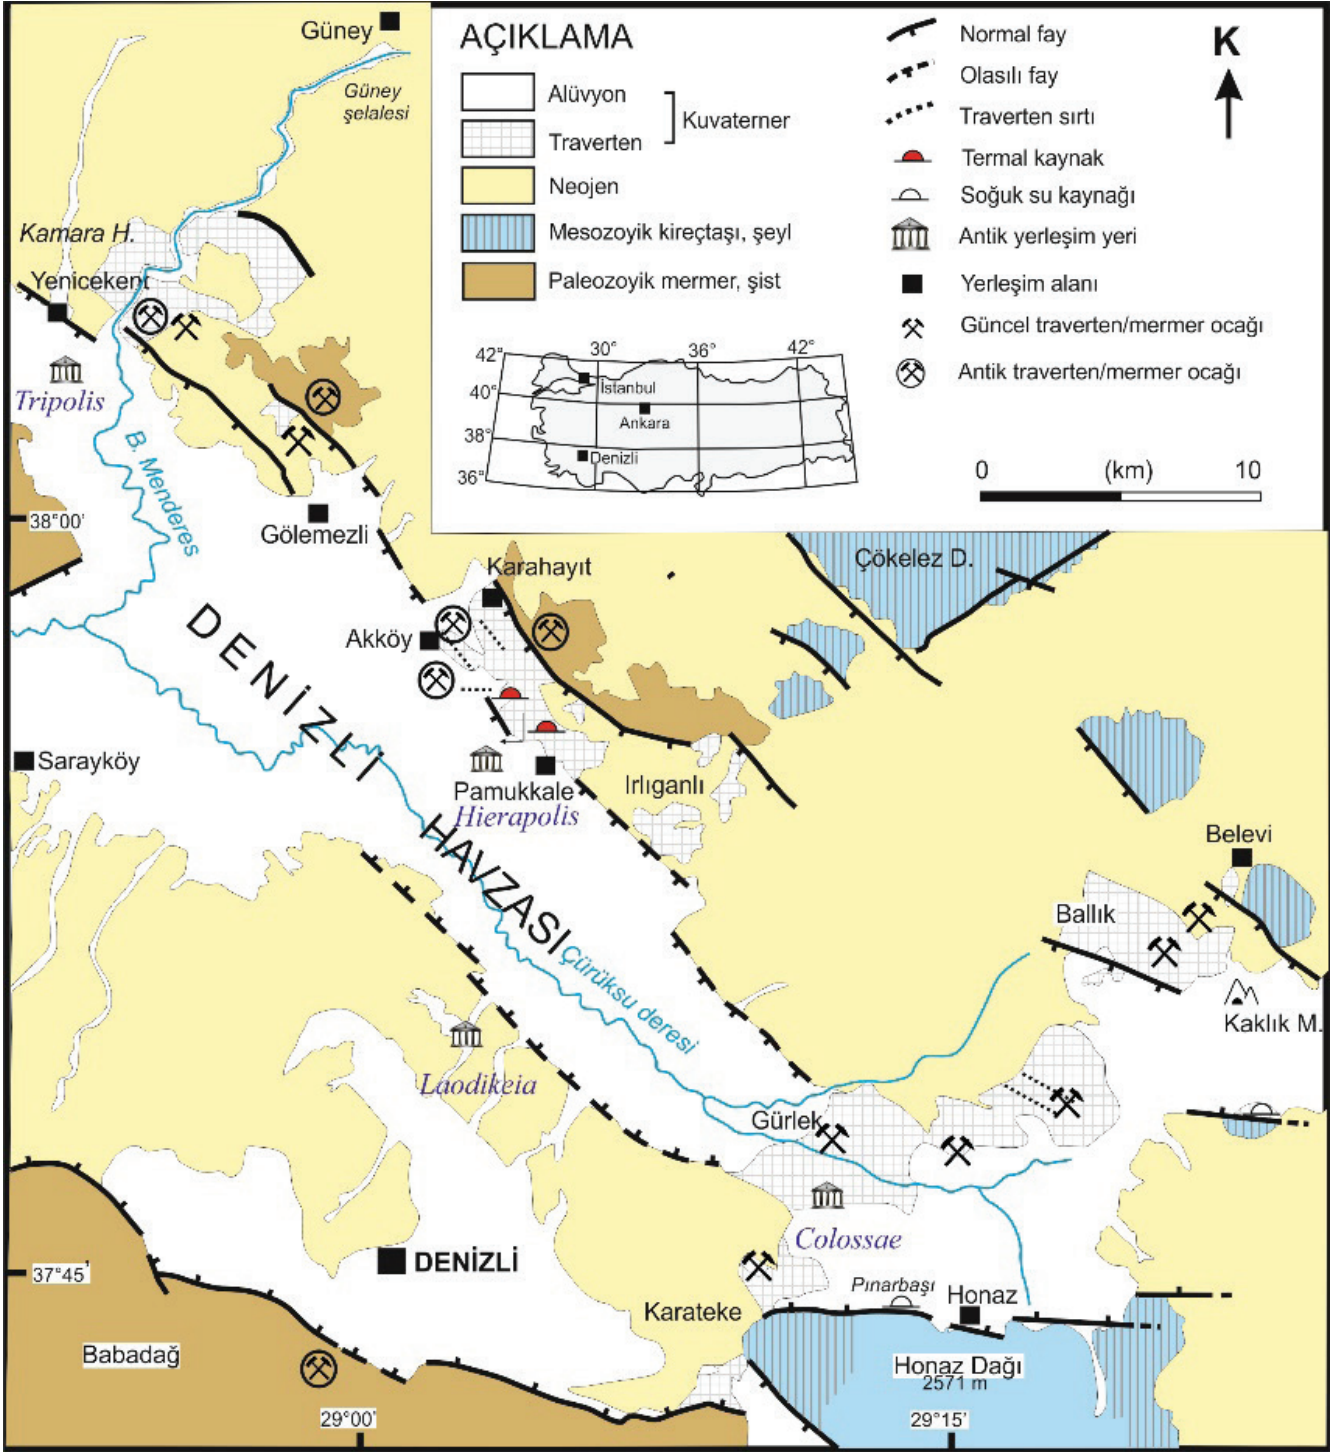 Güney
Güney
şelalesi
AÇIKLAMA
Alüvyon
Traverten
Kuvaterner
Neojen
Mesozoyik kireçtaşı, şeyl
Paleozoyik mermer, şist
Normal fay
Olasılı fay
Traverten sırtı
Termal kaynak
Soğuk su kaynağı
Antik yerleşim yeri
Yerleşim alanı
Güncel traverten/mermer ocağı
Antik traverten/mermer ocağı
K
42°
40°
38°
36°
30°
36°
42°
İstanbul
Ankara
Denizli
0 (km) 10
Kamara H.
Yenicekent
Tripolis
B. Menderes
38°00'
Gölemezli
Karahayıt
Çökelez D.
Akköy
DENİZLİ
HAVZASI
Sarayköy
Pamukkale
Hierapolis
Irlıganlı
Belevi
Ballık
Kaklık M.
Çürüksu deresi
Laodikeia
Gürlek
Colossae
DENİZLİ
37°45'
Pınarbaşı
Honaz
Karateke
Babadağ
Honaz Dağı
2571 m
29°00'
29°15'